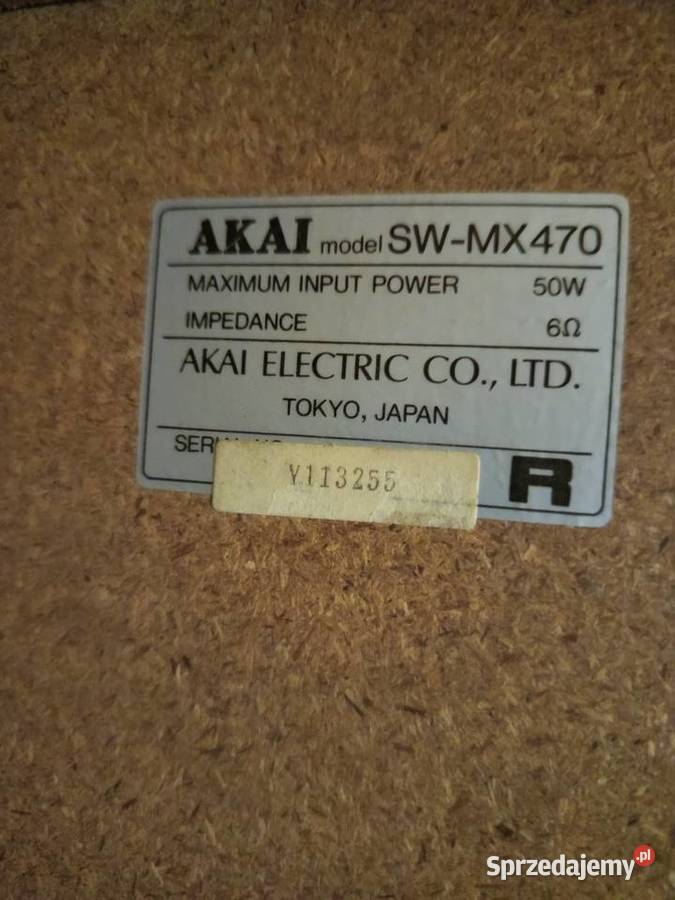 AKAI model SW-MX470
MAXIMUM INPUT POWER 50W
IMPEDANCE 6Ω
AKAI ELECTRIC CO., LTD.
TOKYO, JAPAN
Y113255
R
Sprzedajemy.pl